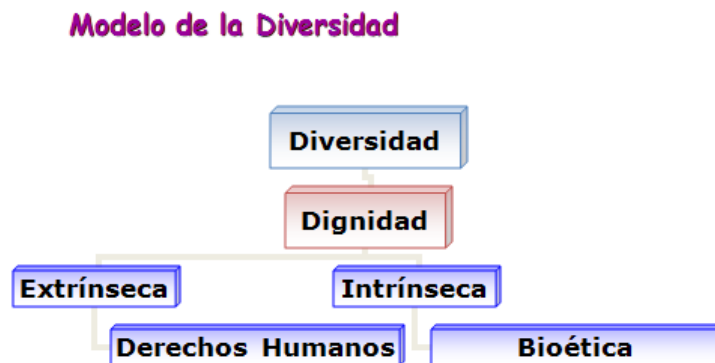 Modelo de la Diversidad
Diversidad
Dignidad
Extrínseca
Intrínseca
Derechos Humanos
Bioética